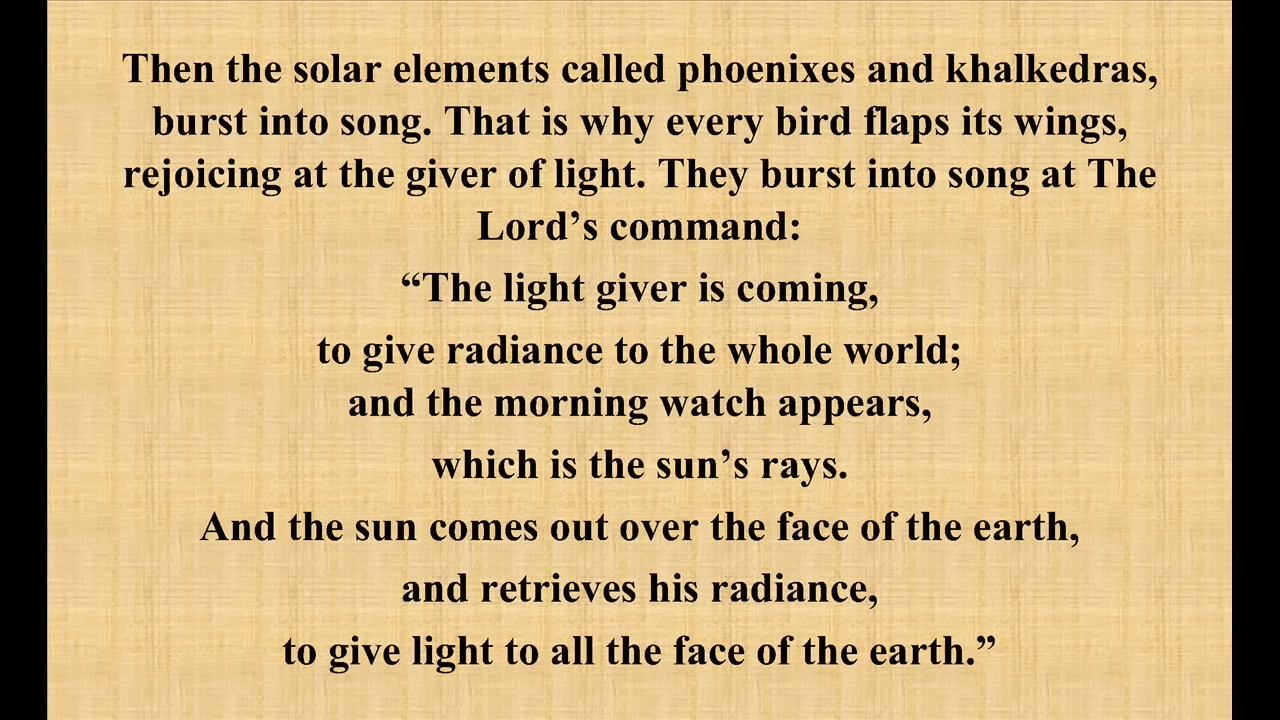 Then the solar elements called phoenixes and khalkedras,
burst into song. That is why every bird flaps its wings,
rejoicing at the giver of light. They burst into song at The
Lord’s command:
“The light giver is coming,
to give radiance to the whole world;
and the morning watch appears,
which is the sun’s rays.
And the sun comes out over the face of the earth,
and retrieves his radiance,
to give light to all the face of the earth.”